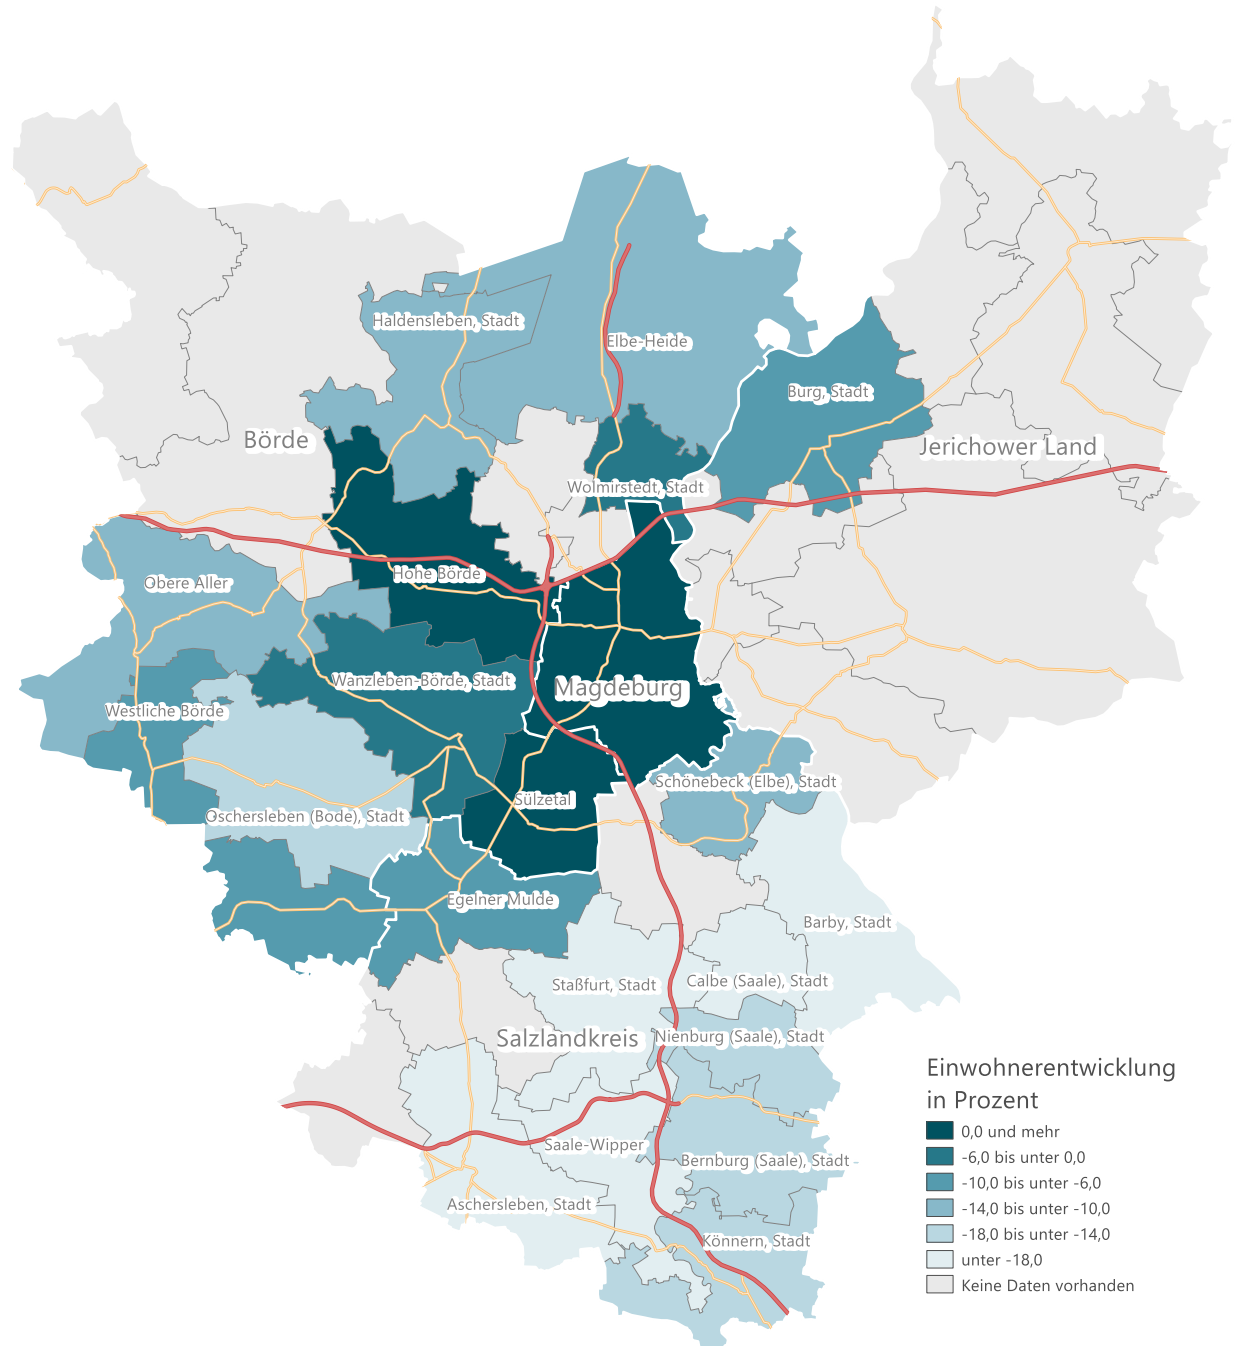 Haldensleben, Stadt
Elbe-Heide
Burg, Stadt
Börde
Jerichower Land
Wolmirstedt, Stadt
Hohe Börde
Obere Aller
Wanzleben-Börde, Stadt
Magdeburg
Westliche Börde
Schönebeck (Elbe), Stadt
Sülzetal
Oschersleben (Bode), Stadt
Egelner Mulde
Barby, Stadt
Staßfurt, Stadt
Calbe (Saale), Stadt
Salzlandkreis
Nienburg (Saale), Stadt
Saale-Wipper
Bernburg (Saale), Stadt
Aschersleben, Stadt
Könnern, Stadt
Einwohnerentwicklung
in Prozent
0,0 und mehr
-6,0 bis unter 0,0
-10,0 bis unter -6,0
-14,0 bis unter -10,0
-18,0 bis unter -14,0
unter -18,0
Keine Daten vorhanden